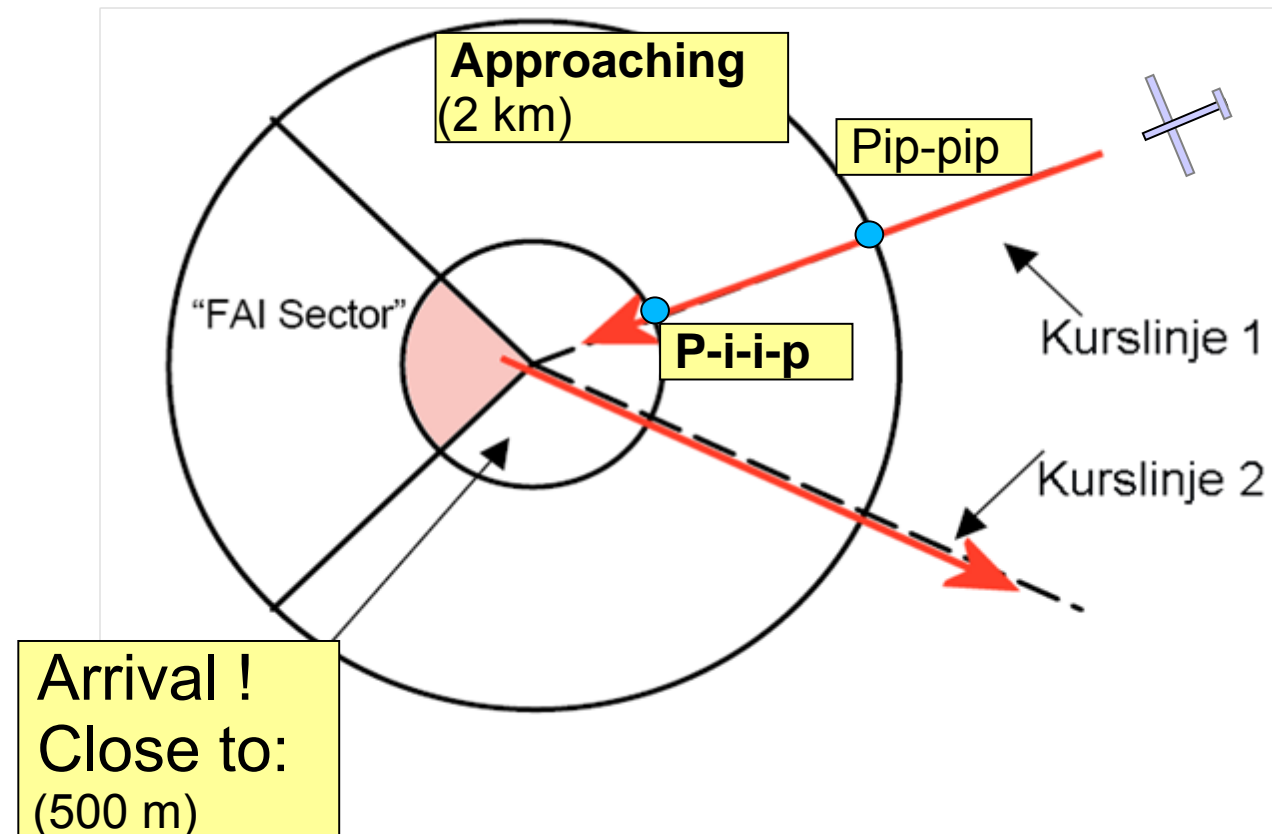 Approaching
(2 km)
Pip-pip
“FAI Sector”
P-i-i-p
Kurslinje 1
Kurslinje 2
Arrival !
Close to:
(500 m)